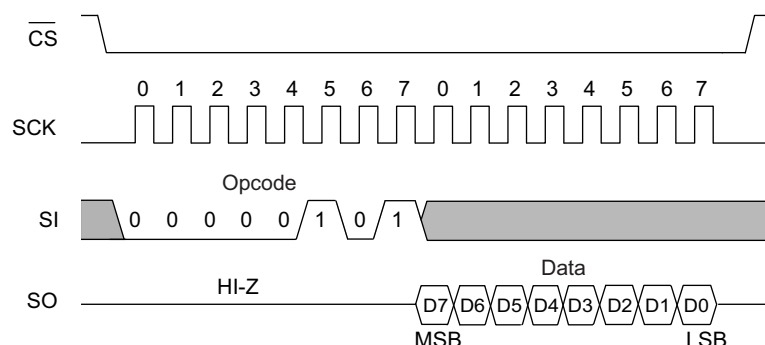 CS
0 1 2 3 4 5 6 7 0 1 2 3 4 5 6 7
SCK
Opcode
SI 0 0 0 0 0 1 0 1
Data
HI-Z
SO D7 D6 D5 D4 D3 D2 D1 D0
MSB LSB